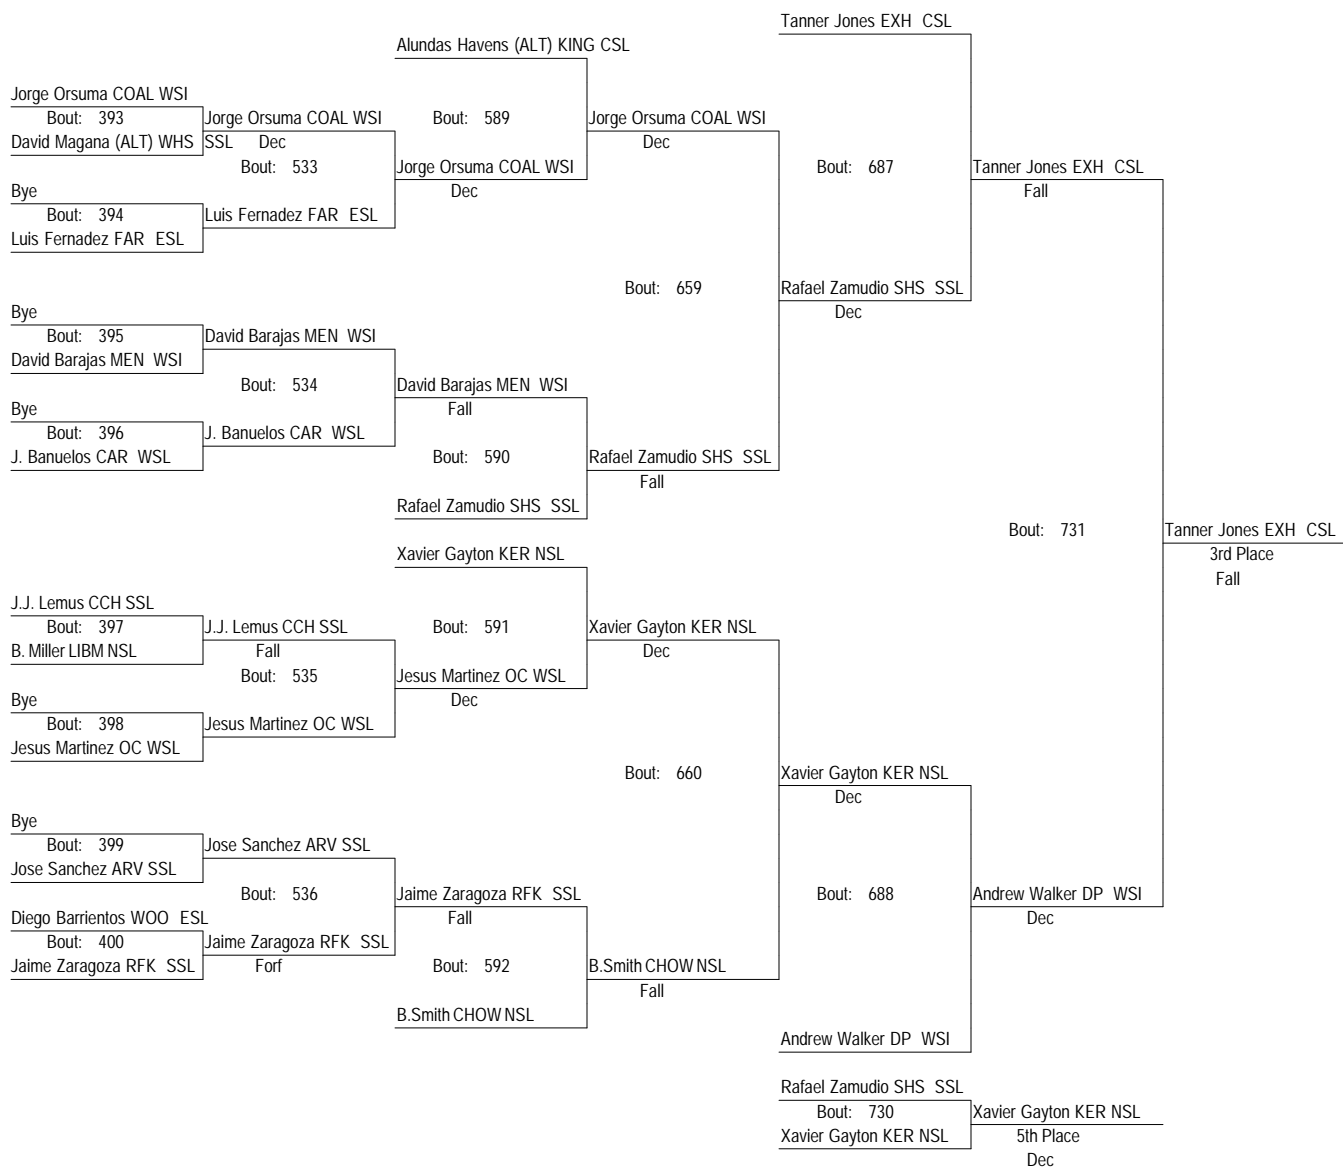 Tanner Jones EXH CSL
Alundas Havens (ALT) KING CSL
Jorge Orsuma COAL WSI
Bout: 393
David Magana (ALT) WHS SSL
Jorge Orsuma COAL WSI
Dec
Bout: 533
Bye
Bout: 394
Luis Fernadez FAR ESL
Luis Fernadez FAR ESL
Bout: 589
Jorge Orsuma COAL WSI
Dec
Jorge Orsuma COAL WSI
Dec
Bout: 687
Tanner Jones EXH CSL
Fall
Bout: 659
Rafael Zamudio SHS SSL
Dec
Bye
Bout: 395
David Barajas MEN WSI
David Barajas MEN WSI
Bout: 534
Bye
Bout: 396
J. Banuelos CAR WSL
J. Banuelos CAR WSL
David Barajas MEN WSI
Fall
Bout: 590
Rafael Zamudio SHS SSL
Rafael Zamudio SHS SSL
Fall
Bout: 731
Tanner Jones EXH CSL
3rd Place
Fall
Xavier Gayton KER NSL
J.J. Lemus CCH SSL
Bout: 397
B. Miller LIBM NSL
J.J. Lemus CCH SSL
Fall
Bout: 535
Bye
Bout: 398
Jesus Martinez OC WSL
Jesus Martinez OC WSL
Bout: 591
Jesus Martinez OC WSL
Dec
Xavier Gayton KER NSL
Dec
Bout: 660
Xavier Gayton KER NSL
Dec
Bye
Bout: 399
Jose Sanchez ARV SSL
Jose Sanchez ARV SSL
Bout: 536
Diego Barrientos WOO ESL
Bout: 400
Jaime Zaragoza RFK SSL
Jaime Zaragoza RFK SSL
Forf
Jaime Zaragoza RFK SSL
Fall
Bout: 592
B.Smith CHOW NSL
B.Smith CHOW NSL
Fall
Bout: 688
Andrew Walker DP WSI
Dec
Andrew Walker DP WSI
Rafael Zamudio SHS SSL
Bout: 730
Xavier Gayton KER NSL
Xavier Gayton KER NSL
5th Place
Dec